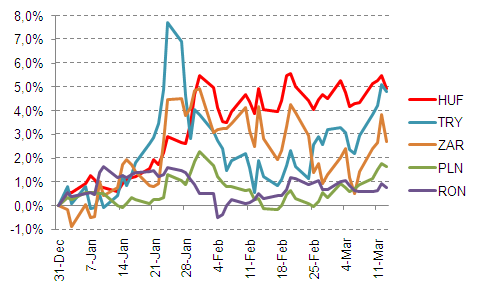 8,0%
7,0%
6,0%
5,0%
4,0%
3,0%
2,0%
1,0%
0,0%
-1,0%
31-Dec
7-Jan
14-Jan
21-Jan
28-Jan
4-Feb
11-Feb
18-Feb
25-Feb
4-Mar
11-Mar
HUF
TRY
ZAR
PLN
RON